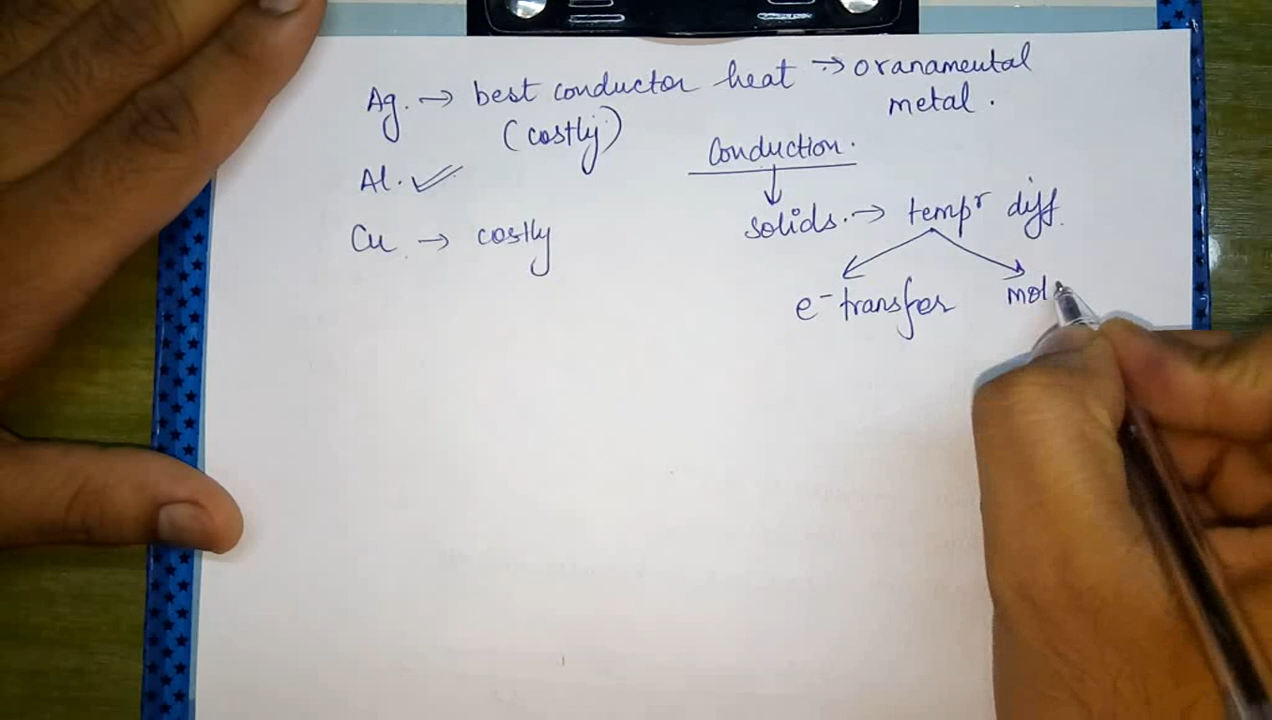 Ag. → best conductor heat → oranamental
metal.
(costly)
Conduction.
Al. ✓
solids. → tempr diff.
Cu → costly
e- transfer mol